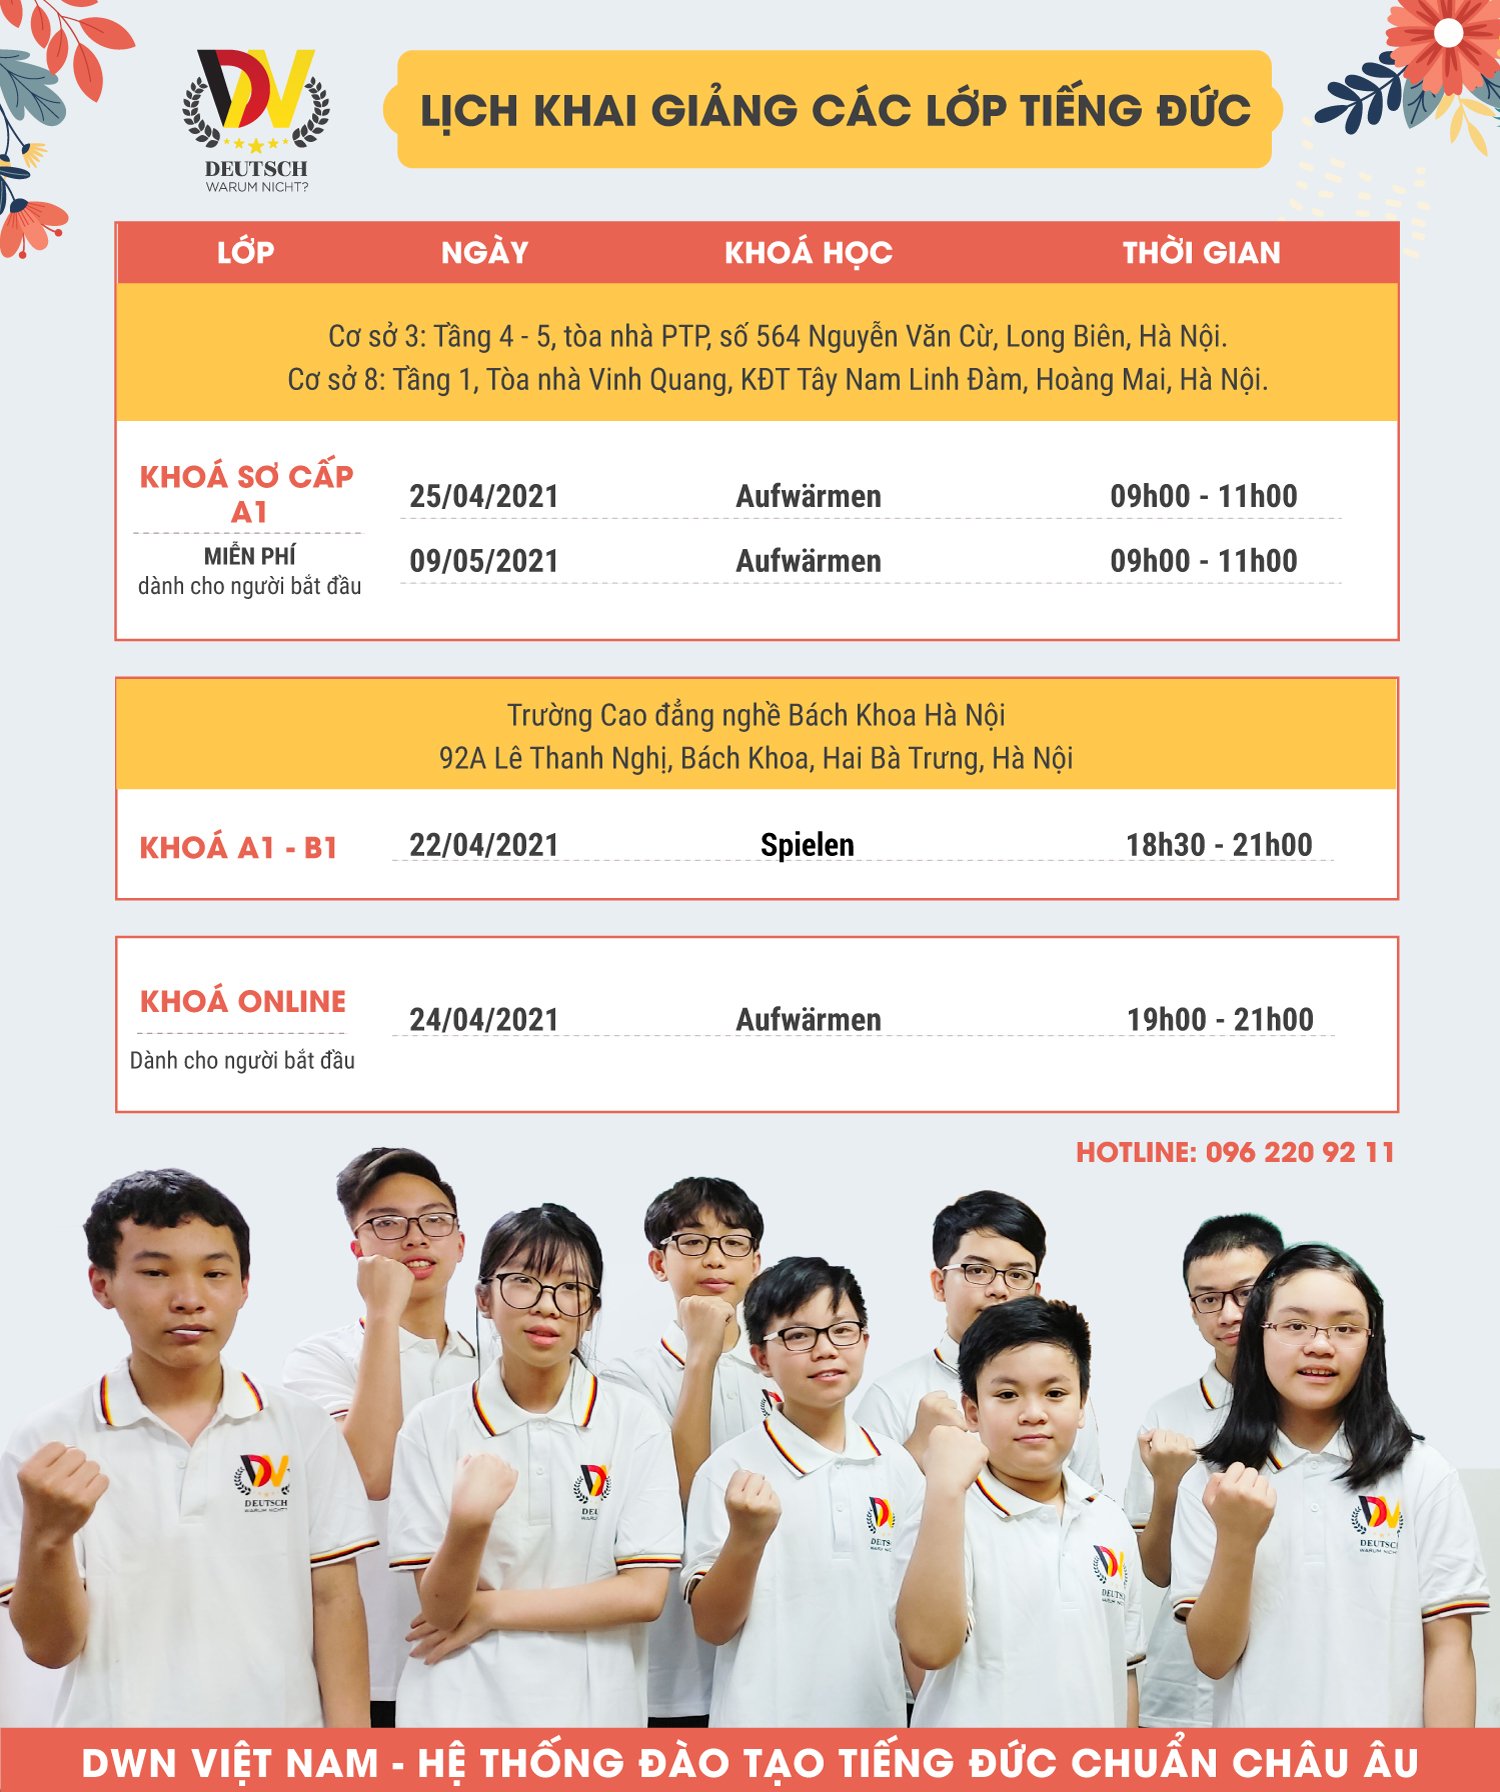 DEUTSCH
WARUM NICHT?
LỊCH KHAI GIẢNG CÁC LỚP TIẾNG ĐỨC
LỚP NGÀY KHOÁ HỌC THỜI GIAN
Cơ sở 3: Tầng 4 - 5, tòa nhà PTP, số 564 Nguyễn Văn Cừ, Long Biên, Hà Nội.
Cơ sở 8: Tầng 1, Tòa nhà Vinh Quang, KĐT Tây Nam Linh Đàm, Hoàng Mai, Hà Nội.
KHOÁ SƠ CẤP
A1
25/04/2021 Aufwärmen 09h00 - 11h00
MIỄN PHÍ
dành cho người bắt đầu
09/05/2021 Aufwärmen 09h00 - 11h00
Trường Cao đẳng nghề Bách Khoa Hà Nội
92A Lê Thanh Nghị, Bách Khoa, Hai Bà Trưng, Hà Nội
KHOÁ A1 - B1 22/04/2021 Spielen 18h30 - 21h00
KHOÁ ONLINE
24/04/2021 Aufwärmen 19h00 - 21h00
Dành cho người bắt đầu
HOTLINE: 096 220 92 11
DEUTSCH
WARUM NICHT?
DEUTSCH
DWN VIỆT NAM - HỆ THỐNG ĐÀO TẠO TIẾNG ĐỨC CHUẨN CHÂU ÂU